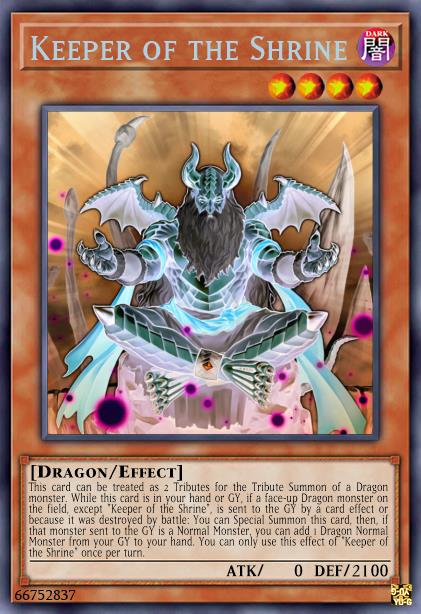 KEEPER OF THE SHRINE
DARK
闇
[DRAGON/EFFECT]
This card can be treated as 2 Tributes for the Tribute Summon of a Dragon
monster. While this card is in your hand or GY, if a face-up Dragon monster on
the field, except "Keeper of the Shrine", is sent to the GY by a card effect or
because it was destroyed by battle: You can Special Summon this card, then, if
that monster sent to the GY is a Normal Monster, you can add 1 Dragon Normal
Monster from your GY to your hand. You can only use this effect of "Keeper of
the Shrine" once per turn.
ATK/ 0 DEF/2100
66752837